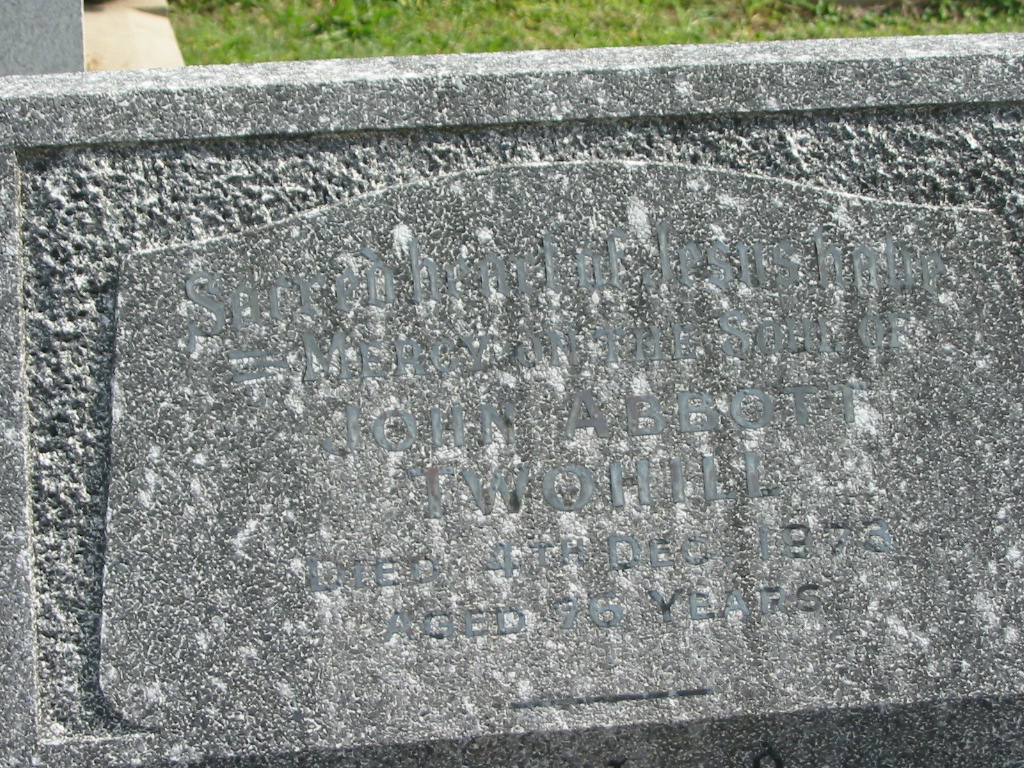 Sacred heart of Jesus have
= MERCY ON THE SOUL OF
JOHN ABBOTT
TWOHILL
DIED 4TH DEC. 1973
AGED 76 YEARS